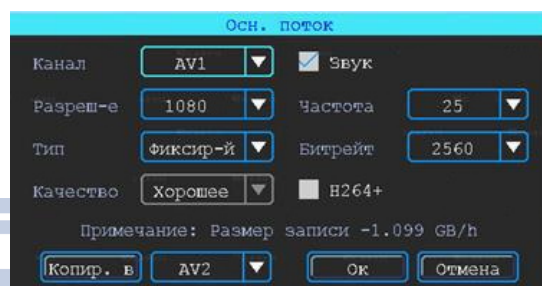 Осн. поток
Канал AV1 Звук
Разреш-е 1080 Частота 25
Тип Фиксир-й Битрейт 2560
Качество Хорошее H264+
Примечание: Размер записи -1.099 GB/h
Копир. в AV2 Ок Отмена